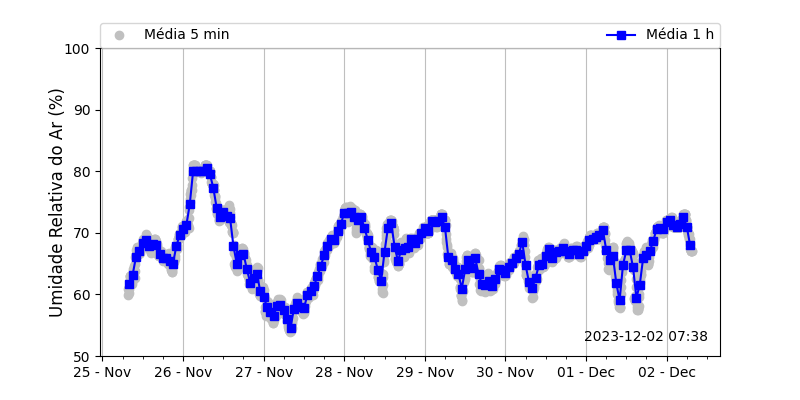 Média 5 min
Média 1 h
Umidade Relativa do Ar (%)
100
90
80
70
60
50
2023-12-02 07:38
25 - Nov
26 - Nov
27 - Nov
28 - Nov
29 - Nov
30 - Nov
01 - Dec
02 - Dec